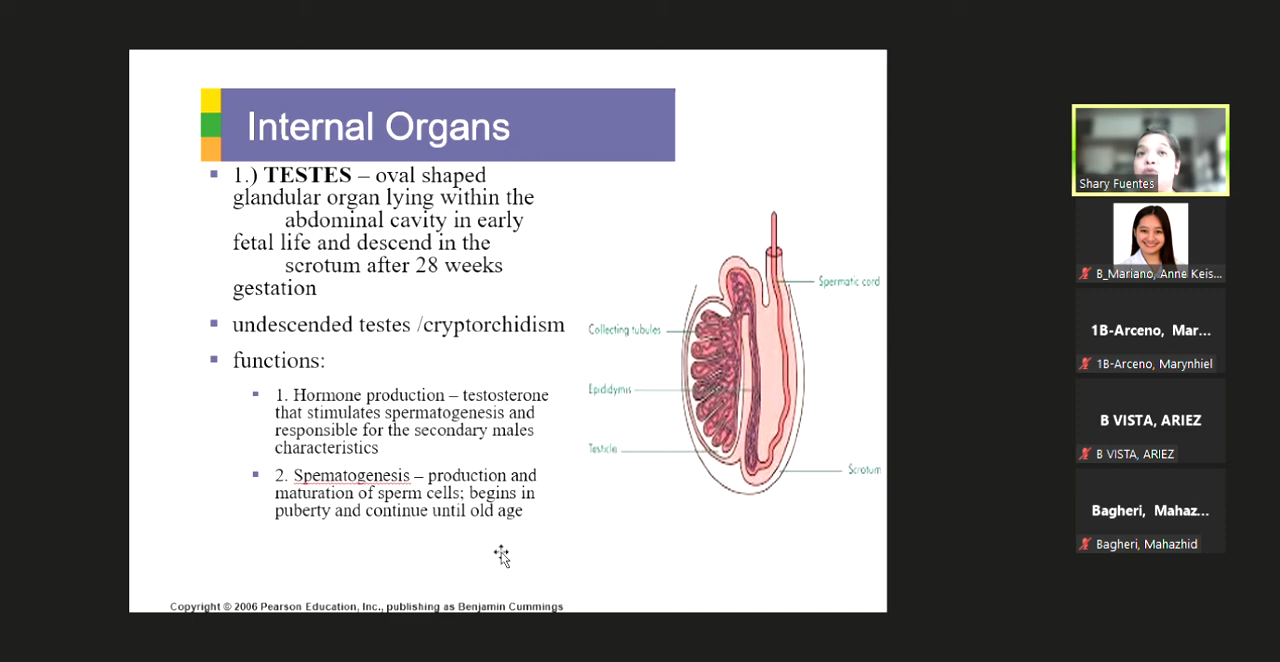 Internal Organs
1.) TESTES – oval shaped
glandular organ lying within the
abdominal cavity in early
fetal life and descend in the
scrotum after 28 weeks
gestation
undescended testes /cryptorchidism
functions:
1. Hormone production – testosterone
that stimulates spermatogenesis and
responsible for the secondary males
characteristics
2. Spematogenesis – production and
maturation of sperm cells; begins in
puberty and continue until old age
Spermatic cord
Collecting tubules
Epididymis
Testicle
Scrotum
Copyright © 2006 Pearson Education, Inc., publishing as Benjamin Cummings
Shary Fuentes
B_Mariano, Anne Keis...
1B-Arceno, Mar...
1B-Arceno, Marynhiel
B VISTA, ARIEZ
B VISTA, ARIEZ
Bagheri, Mahaz...
Bagheri, Mahazhid